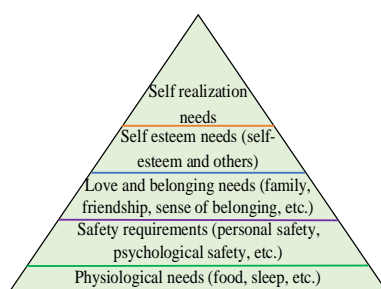 Self realization
needs
Self esteem needs (self-
esteem and others)
Love and belonging needs (family,
friendship, sense of belonging, etc.)
Safety requirements (personal safety,
psychological safety, etc.)
Physiological needs (food, sleep, etc.)